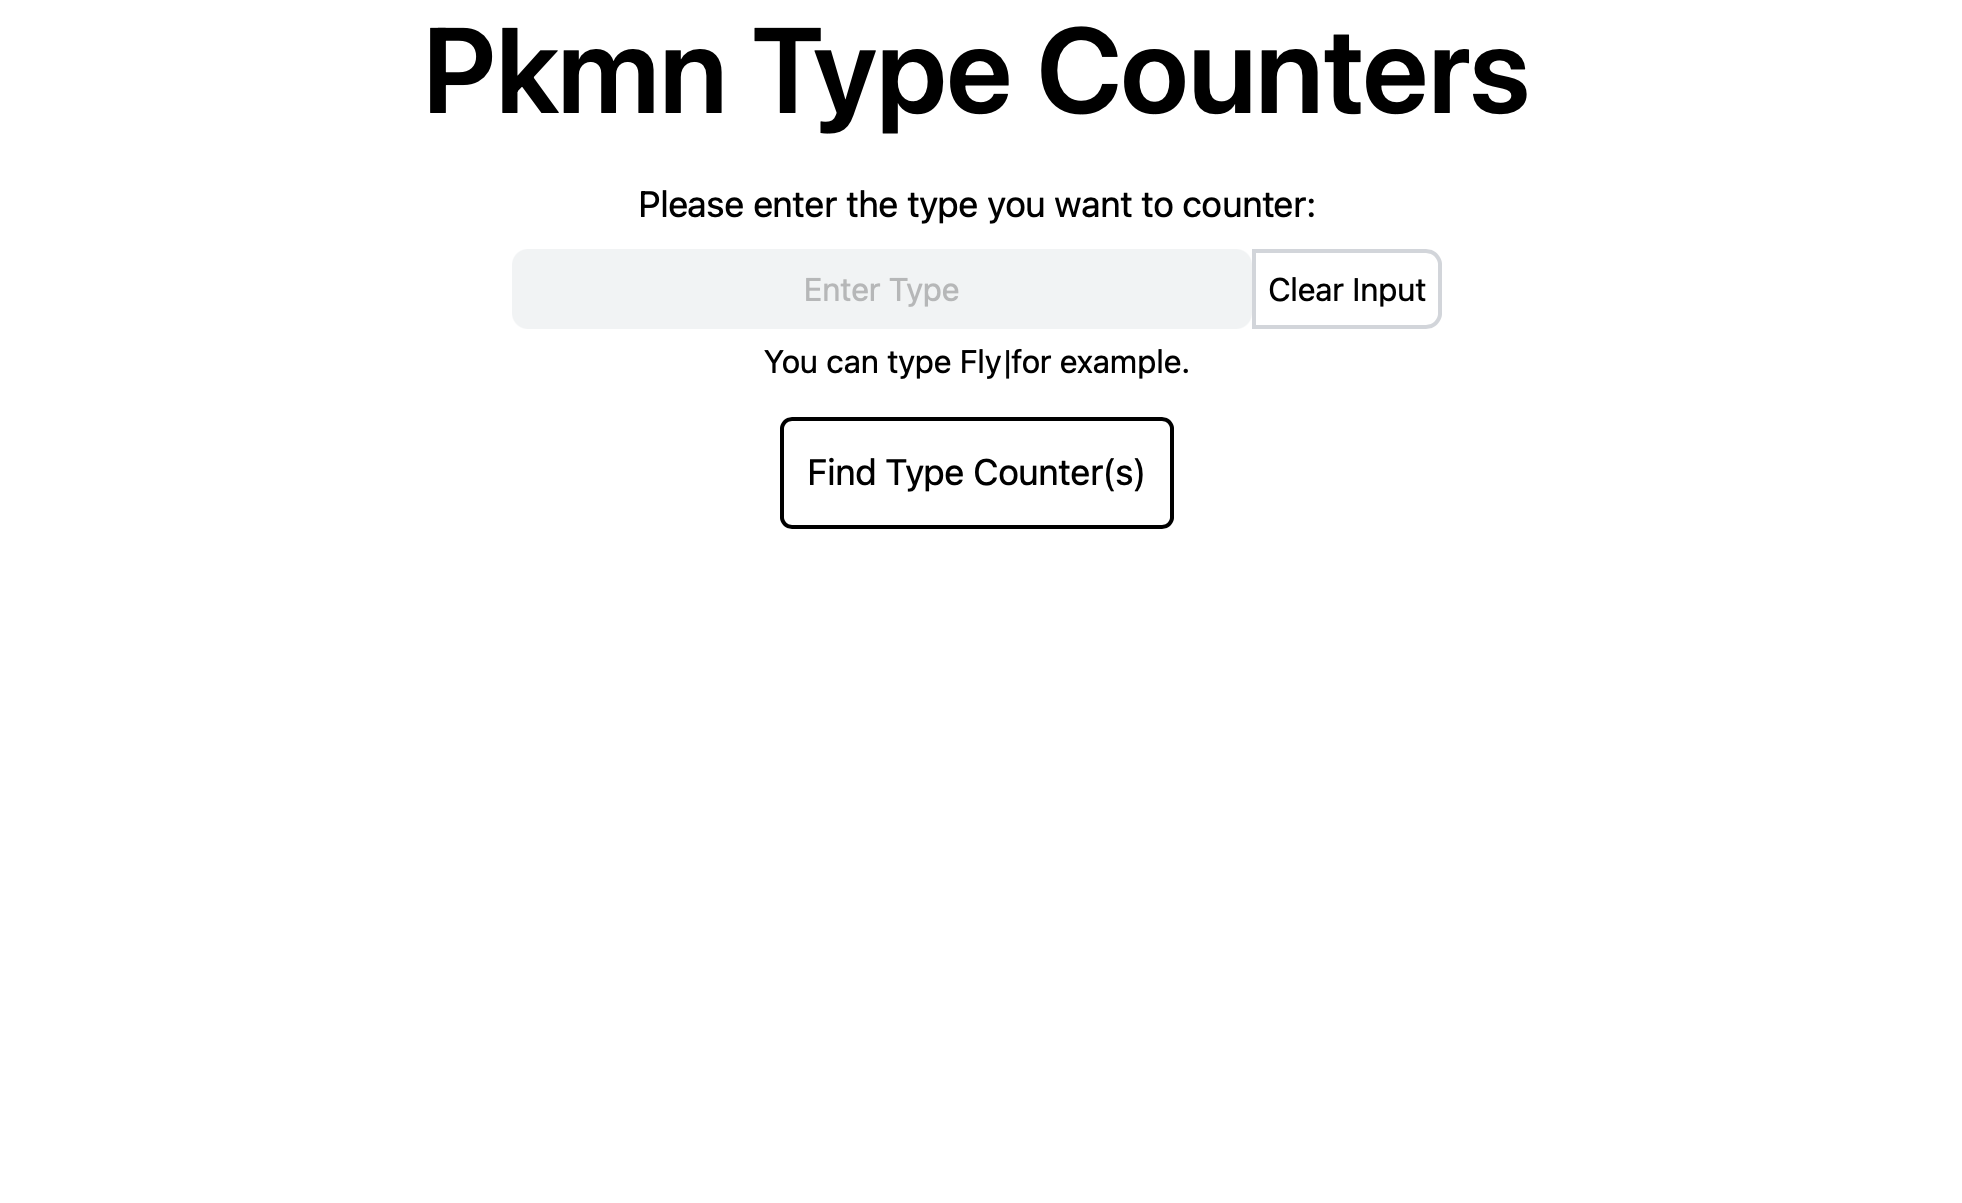 Pkmn Type Counters
Please enter the type you want to counter:
Enter Type
Clear Input
You can type Fly|for example.
Find Type Counter(s)